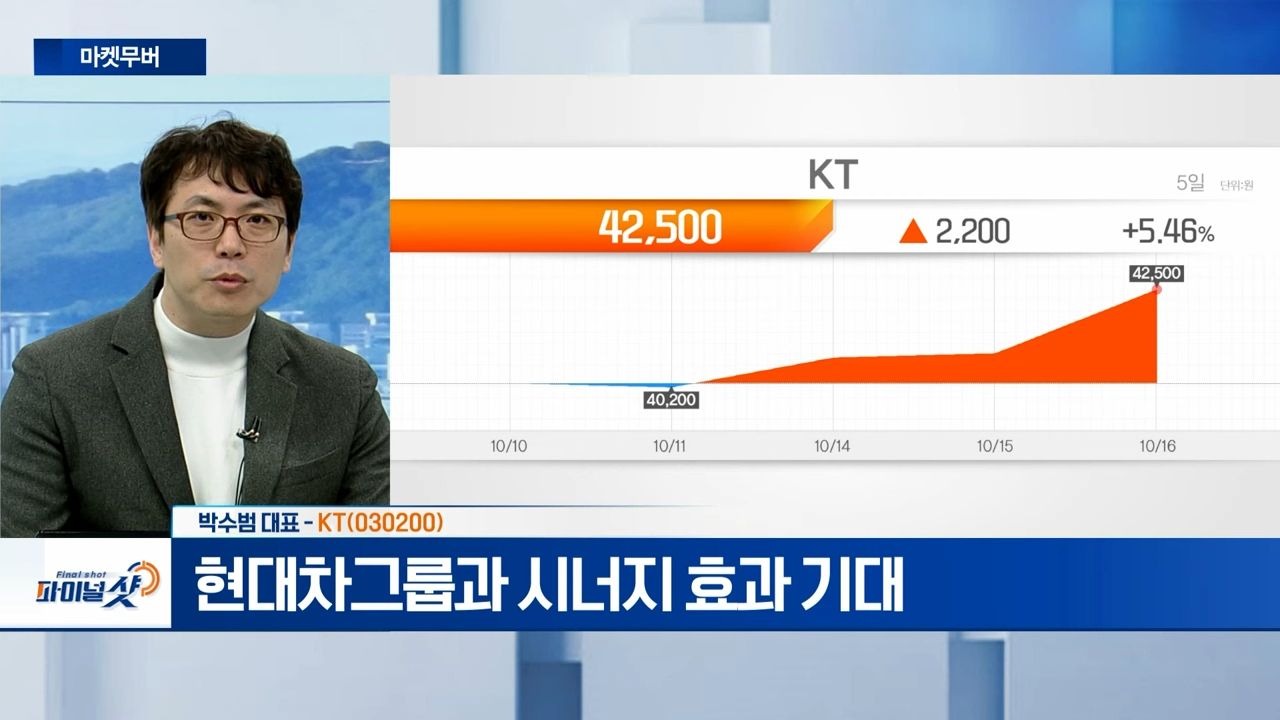 마켓무버
KT
5일 단위:원
42,500 ▲ 2,200 +5.46%
42,500
40,200
10/10 10/11 10/14 10/15 10/16
박수범 대표 - KT(030200)
Final shot
파이널샷
현대차그룹과 시너지 효과 기대